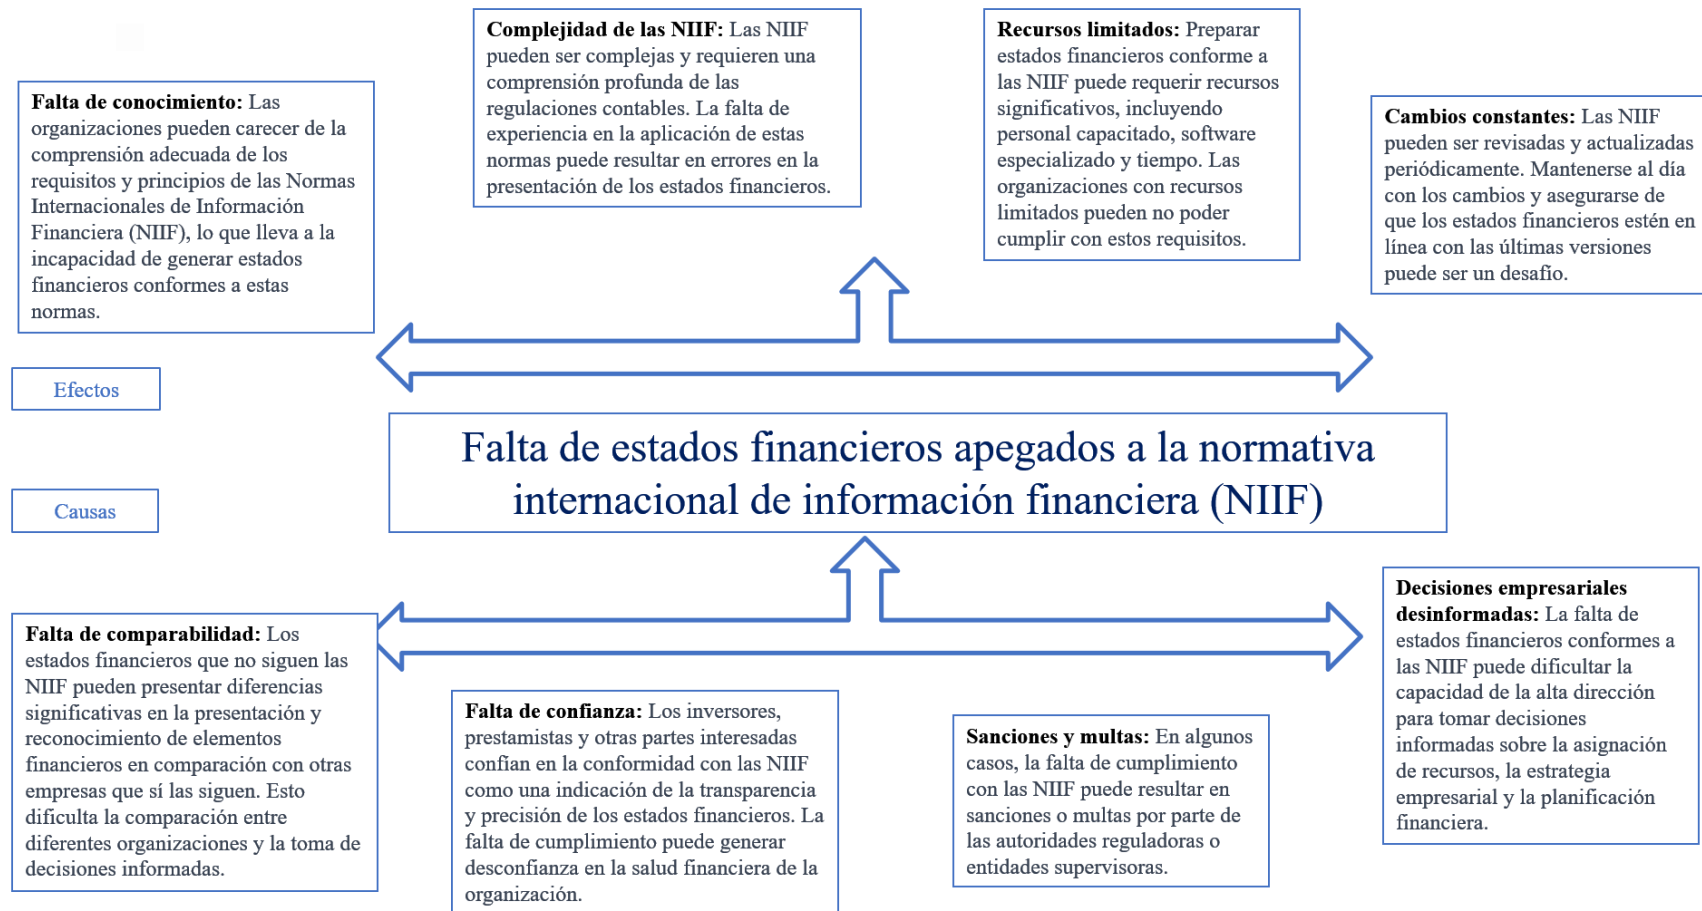 Complejidad de las NIIF: Las NIIF
pueden ser complejas y requieren una
comprensión profunda de las
regulaciones contables. La falta de
experiencia en la aplicación de estas
normas puede resultar en errores en la
presentación de los estados financieros.
Recursos limitados: Preparar
estados financieros conforme a
las NIIF puede requerir recursos
significativos, incluyendo
personal capacitado, software
especializado y tiempo. Las
organizaciones con recursos
limitados pueden no poder
cumplir con estos requisitos.
Falta de conocimiento: Las
organizaciones pueden carecer de la
comprensión adecuada de los
requisitos y principios de las Normas
Internacionales de Información
Financiera (NIIF), lo que lleva a la
incapacidad de generar estados
financieros conformes a estas
normas.
Cambios constantes: Las NIIF
pueden ser revisadas y actualizadas
periódicamente. Mantenerse al día
con los cambios y asegurarse de
que los estados financieros estén en
línea con las últimas versiones
puede ser un desafío.
Efectos
Falta de estados financieros apegados a la normativa
internacional de información financiera (NIIF)
Causas
Falta de comparabilidad: Los
estados financieros que no siguen las
NIIF pueden presentar diferencias
significativas en la presentación y
reconocimiento de elementos
financieros en comparación con otras
empresas que sí las siguen. Esto
dificulta la comparación entre
diferentes organizaciones y la toma de
decisiones informadas.
Falta de confianza: Los inversores,
prestamistas y otras partes interesadas
confían en la conformidad con las NIIF
como una indicación de la transparencia
y precisión de los estados financieros. La
falta de cumplimiento puede generar
desconfianza en la salud financiera de la
organización.
Sanciones y multas: En algunos
casos, la falta de cumplimiento
con las NIIF puede resultar en
sanciones o multas por parte de
las autoridades reguladoras o
entidades supervisoras.
Decisiones empresariales
desinformadas: La falta de
estados financieros conformes a
las NIIF puede dificultar la
capacidad de la alta dirección
para tomar decisiones
informadas sobre la asignación
de recursos, la estrategia
empresarial y la planificación
financiera.